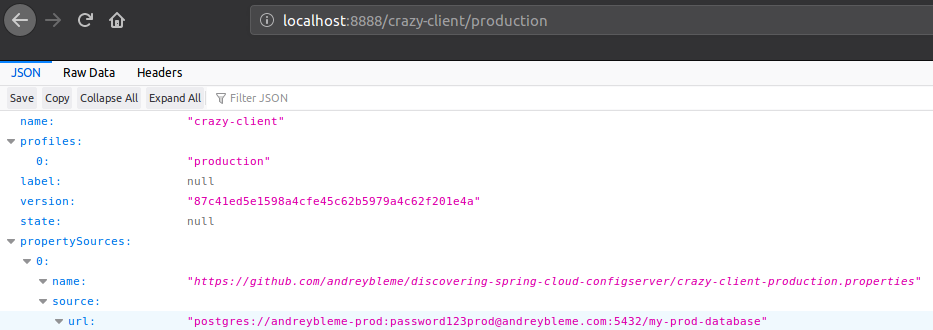 localhost:8888/crazy-client/production
JSON Raw Data Headers
Save Copy Collapse All Expand All Filter JSON
name: "crazy-client"
profiles:
0: "production"
label: null
version: "87c41ed5e1598a4cfe45c62b5979a4c62f201e4a"
state: null
propertySources:
0:
name: "https://github.com/andreybleme/discovering-spring-cloud-configserver/crazy-client-production.properties"
source:
url: "postgres://andreybleme-prod:password123prod@andreybleme.com:5432/my-prod-database"